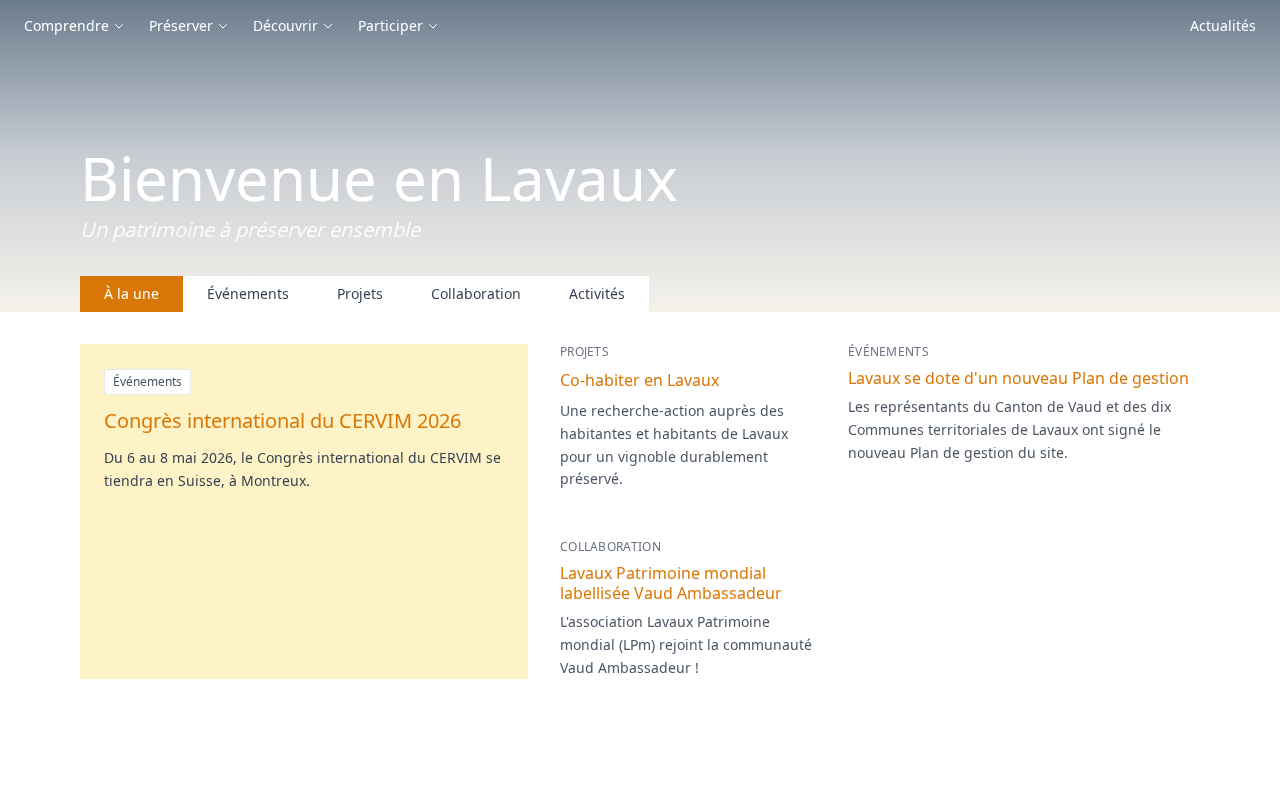 Comprendre
Préserver
Découvrir
Participer
Actualités
Bienvenue en Lavaux
Un patrimoine à préserver ensemble
À la une
Événements
Projets
Collaboration
Activités
Événements
Congrès international du CERVIM 2026
Du 6 au 8 mai 2026, le Congrès international du CERVIM se
tiendra en Suisse, à Montreux.
PROJETS
Co-habiter en Lavaux
Une recherche-action auprès des
habitantes et habitants de Lavaux
pour un vignoble durablement
préservé.
COLLABORATION
Lavaux Patrimoine mondial
labellisée Vaud Ambassadeur
L'association Lavaux Patrimoine
mondial (LPm) rejoint la communauté
Vaud Ambassadeur !
ÉVÉNEMENTS
Lavaux se dote d'un nouveau Plan de gestion
Les représentants du Canton de Vaud et des dix
Communes territoriales de Lavaux ont signé le
nouveau Plan de gestion du site.